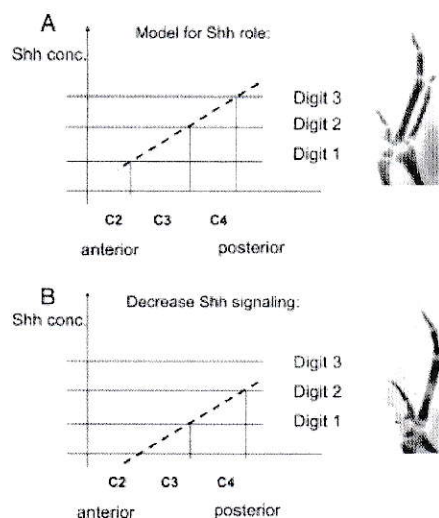 A
Model for Shh role:
Shh conc.
Digit 3
Digit 2
Digit 1
C2 C3 C4
anterior posterior
B
Decrease Shh signaling:
Shh conc.
Digit 3
Digit 2
Digit 1
C2 C3 C4
anterior posterior